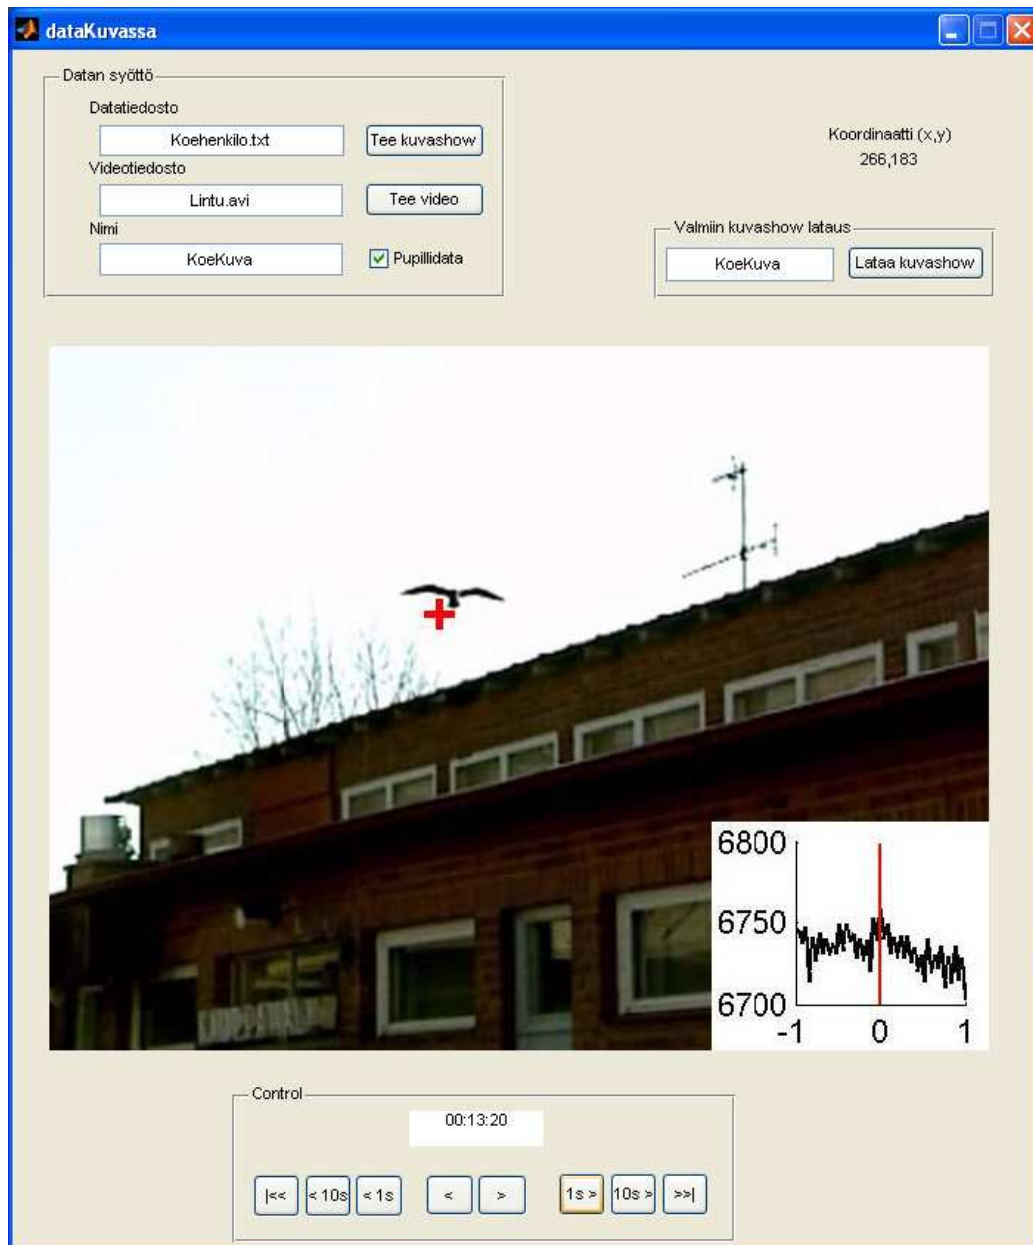 dataKuvassa
Datan syöttö
Datatiedosto
Koehenkilo.txt
Tee kuvashow
Videotiedosto
Lintu.avi
Tee video
Nimi
KoeKuva
Pupillidata
Koordinaatti (x,y)
266,183
Valmiin kuvashow lataus
KoeKuva
Lataa kuvashow
6800
6750
6700
-1 0 1
Control
00:13:20
|<< < 10s < 1s < > 1s > 10s > >>|